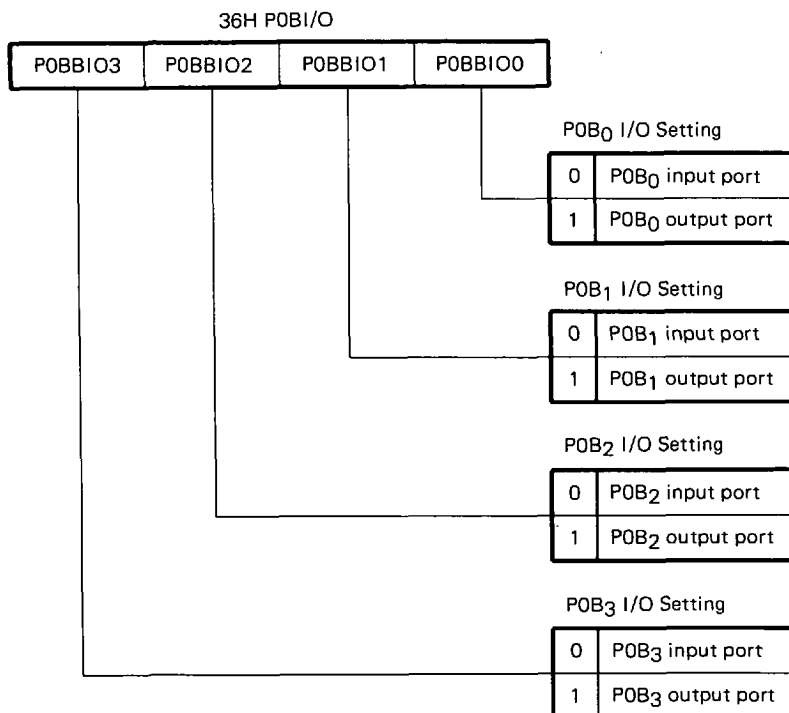 36H P0BI/O
P0BBIO3 P0BBIO2 P0BBIO1 P0BBIO0
P0B0 I/O Setting
0 P0B0 input port
1 P0B0 output port
P0B1 I/O Setting
0 P0B1 input port
1 P0B1 output port
P0B2 I/O Setting
0 P0B2 input port
1 P0B2 output port
P0B3 I/O Setting
0 P0B3 input port
1 P0B3 output port